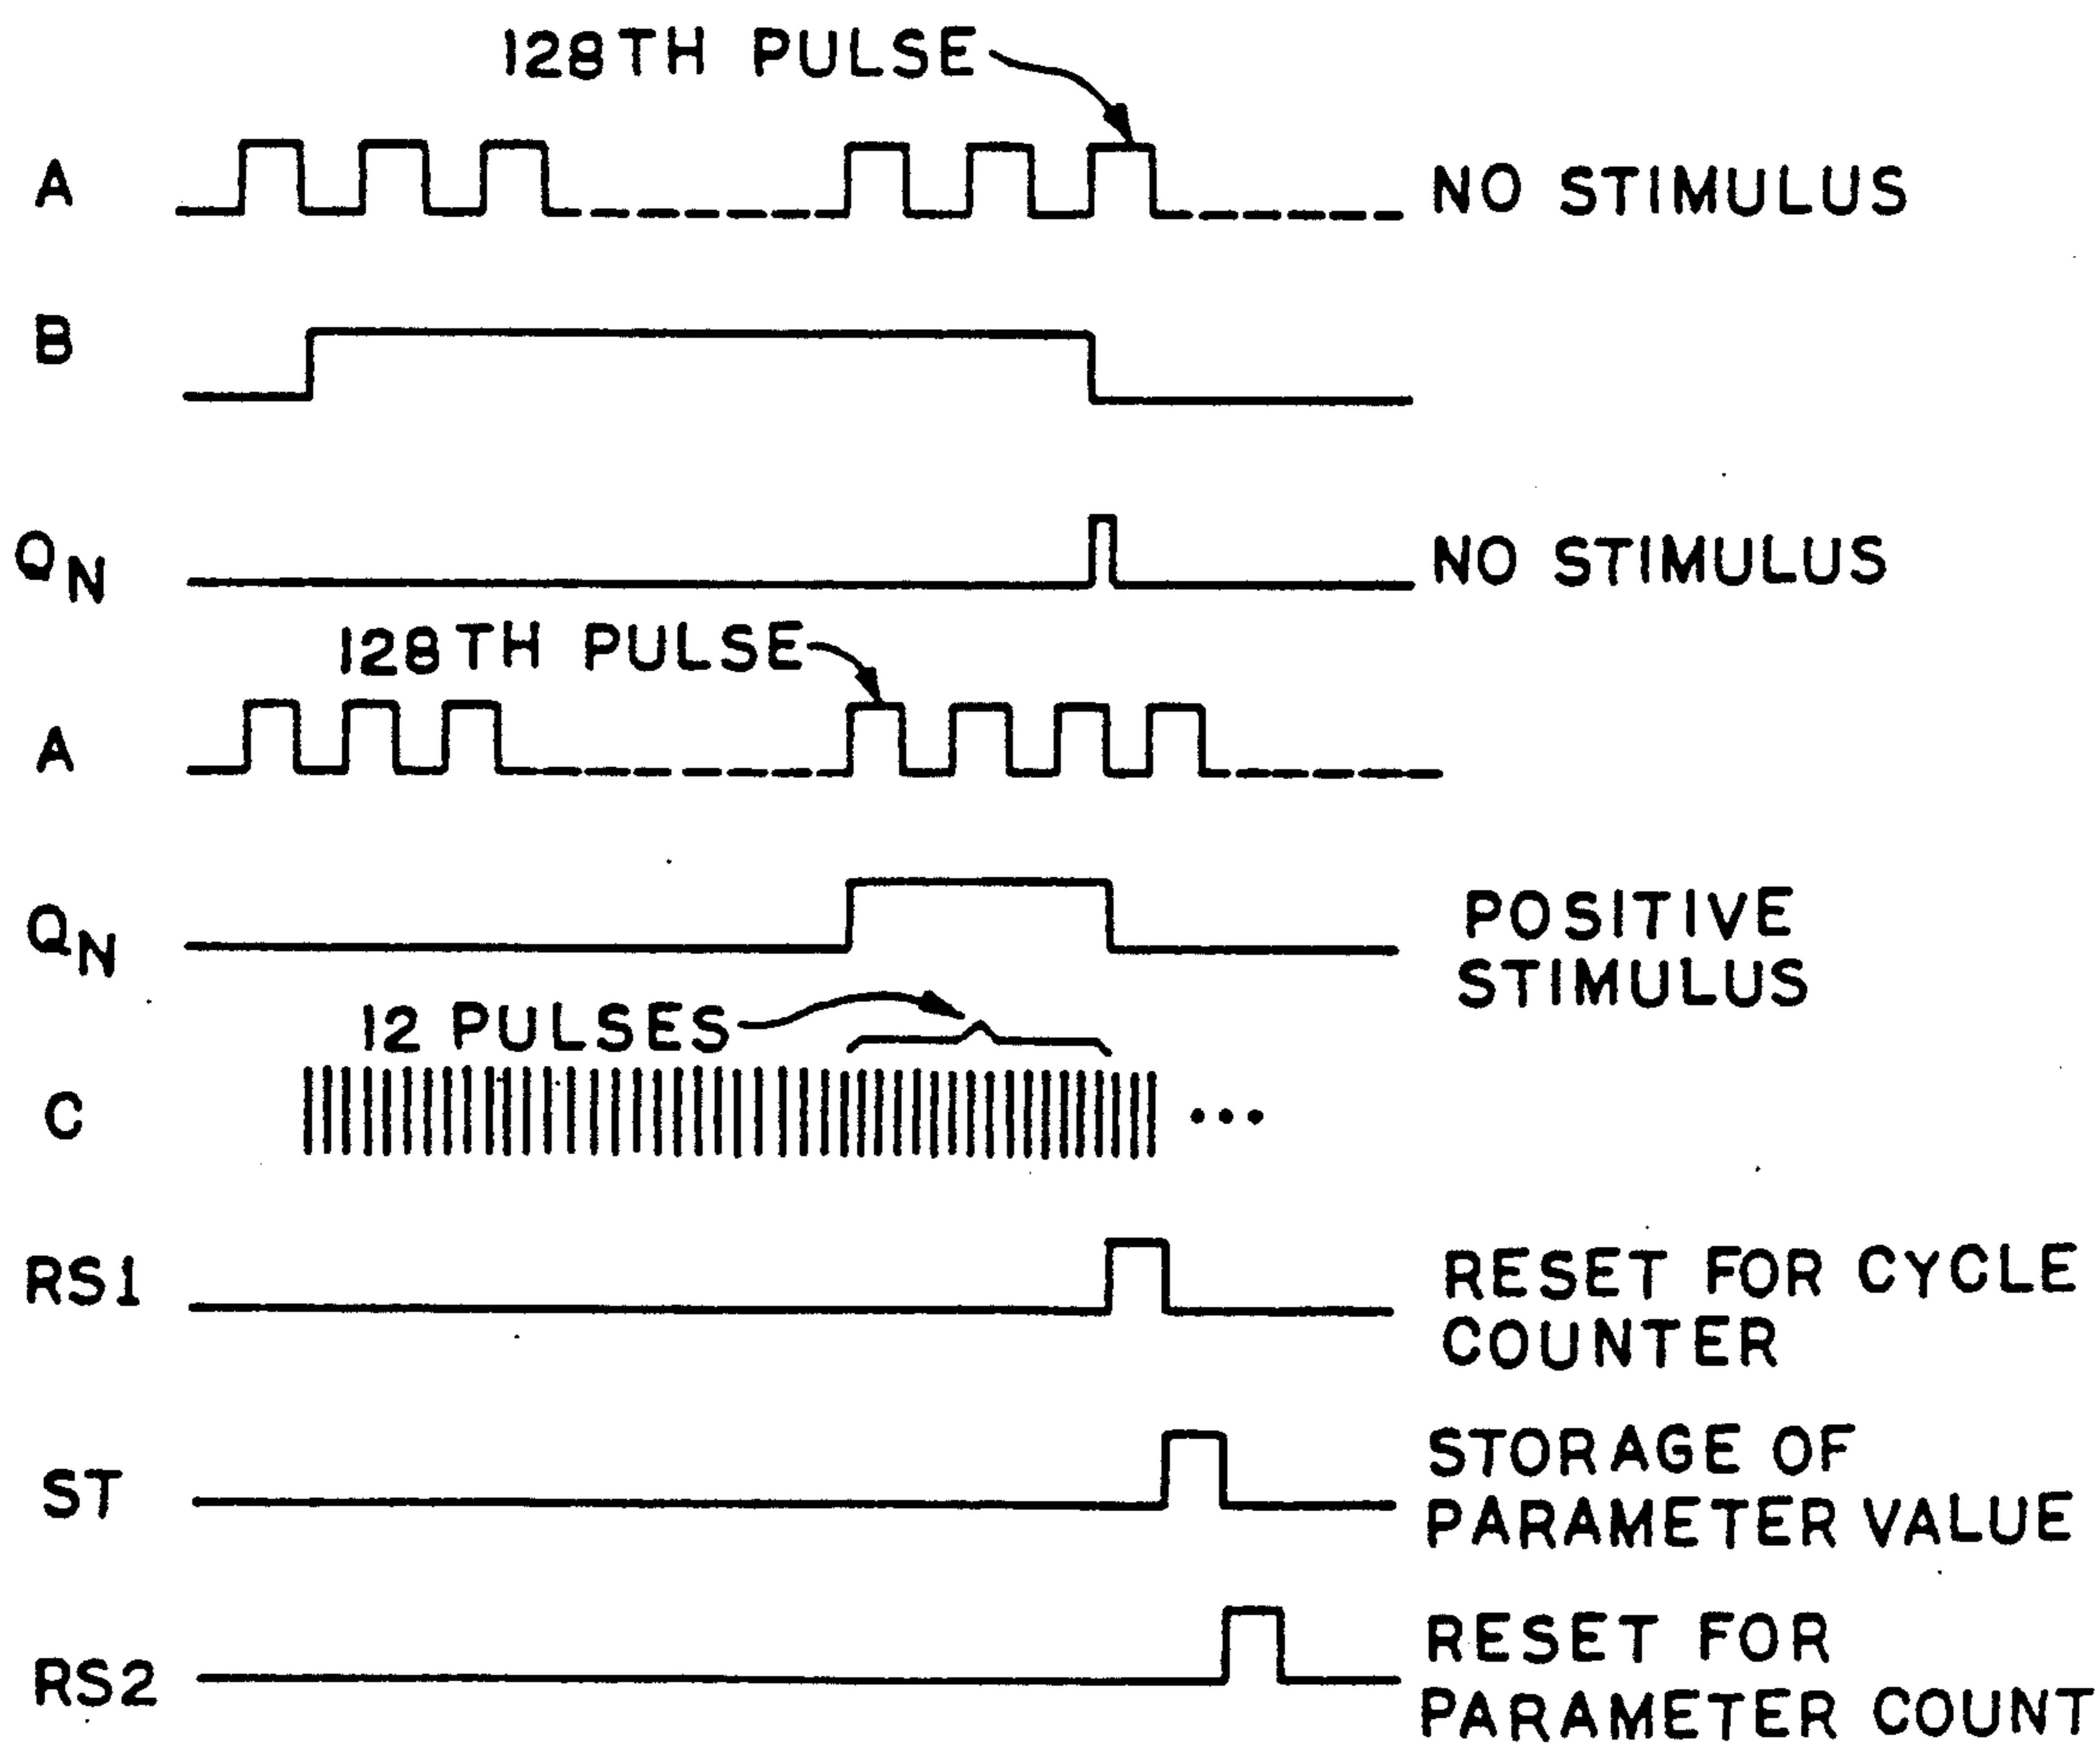 128TH PULSE
A NO STIMULUS
B
QN NO STIMULUS
128TH PULSE
A
QN POSITIVE
STIMULUS
12 PULSES
C
RS1 RESET FOR CYCLE
COUNTER
ST STORAGE OF
PARAMETER VALUE
RS2 RESET FOR
PARAMETER COUNT